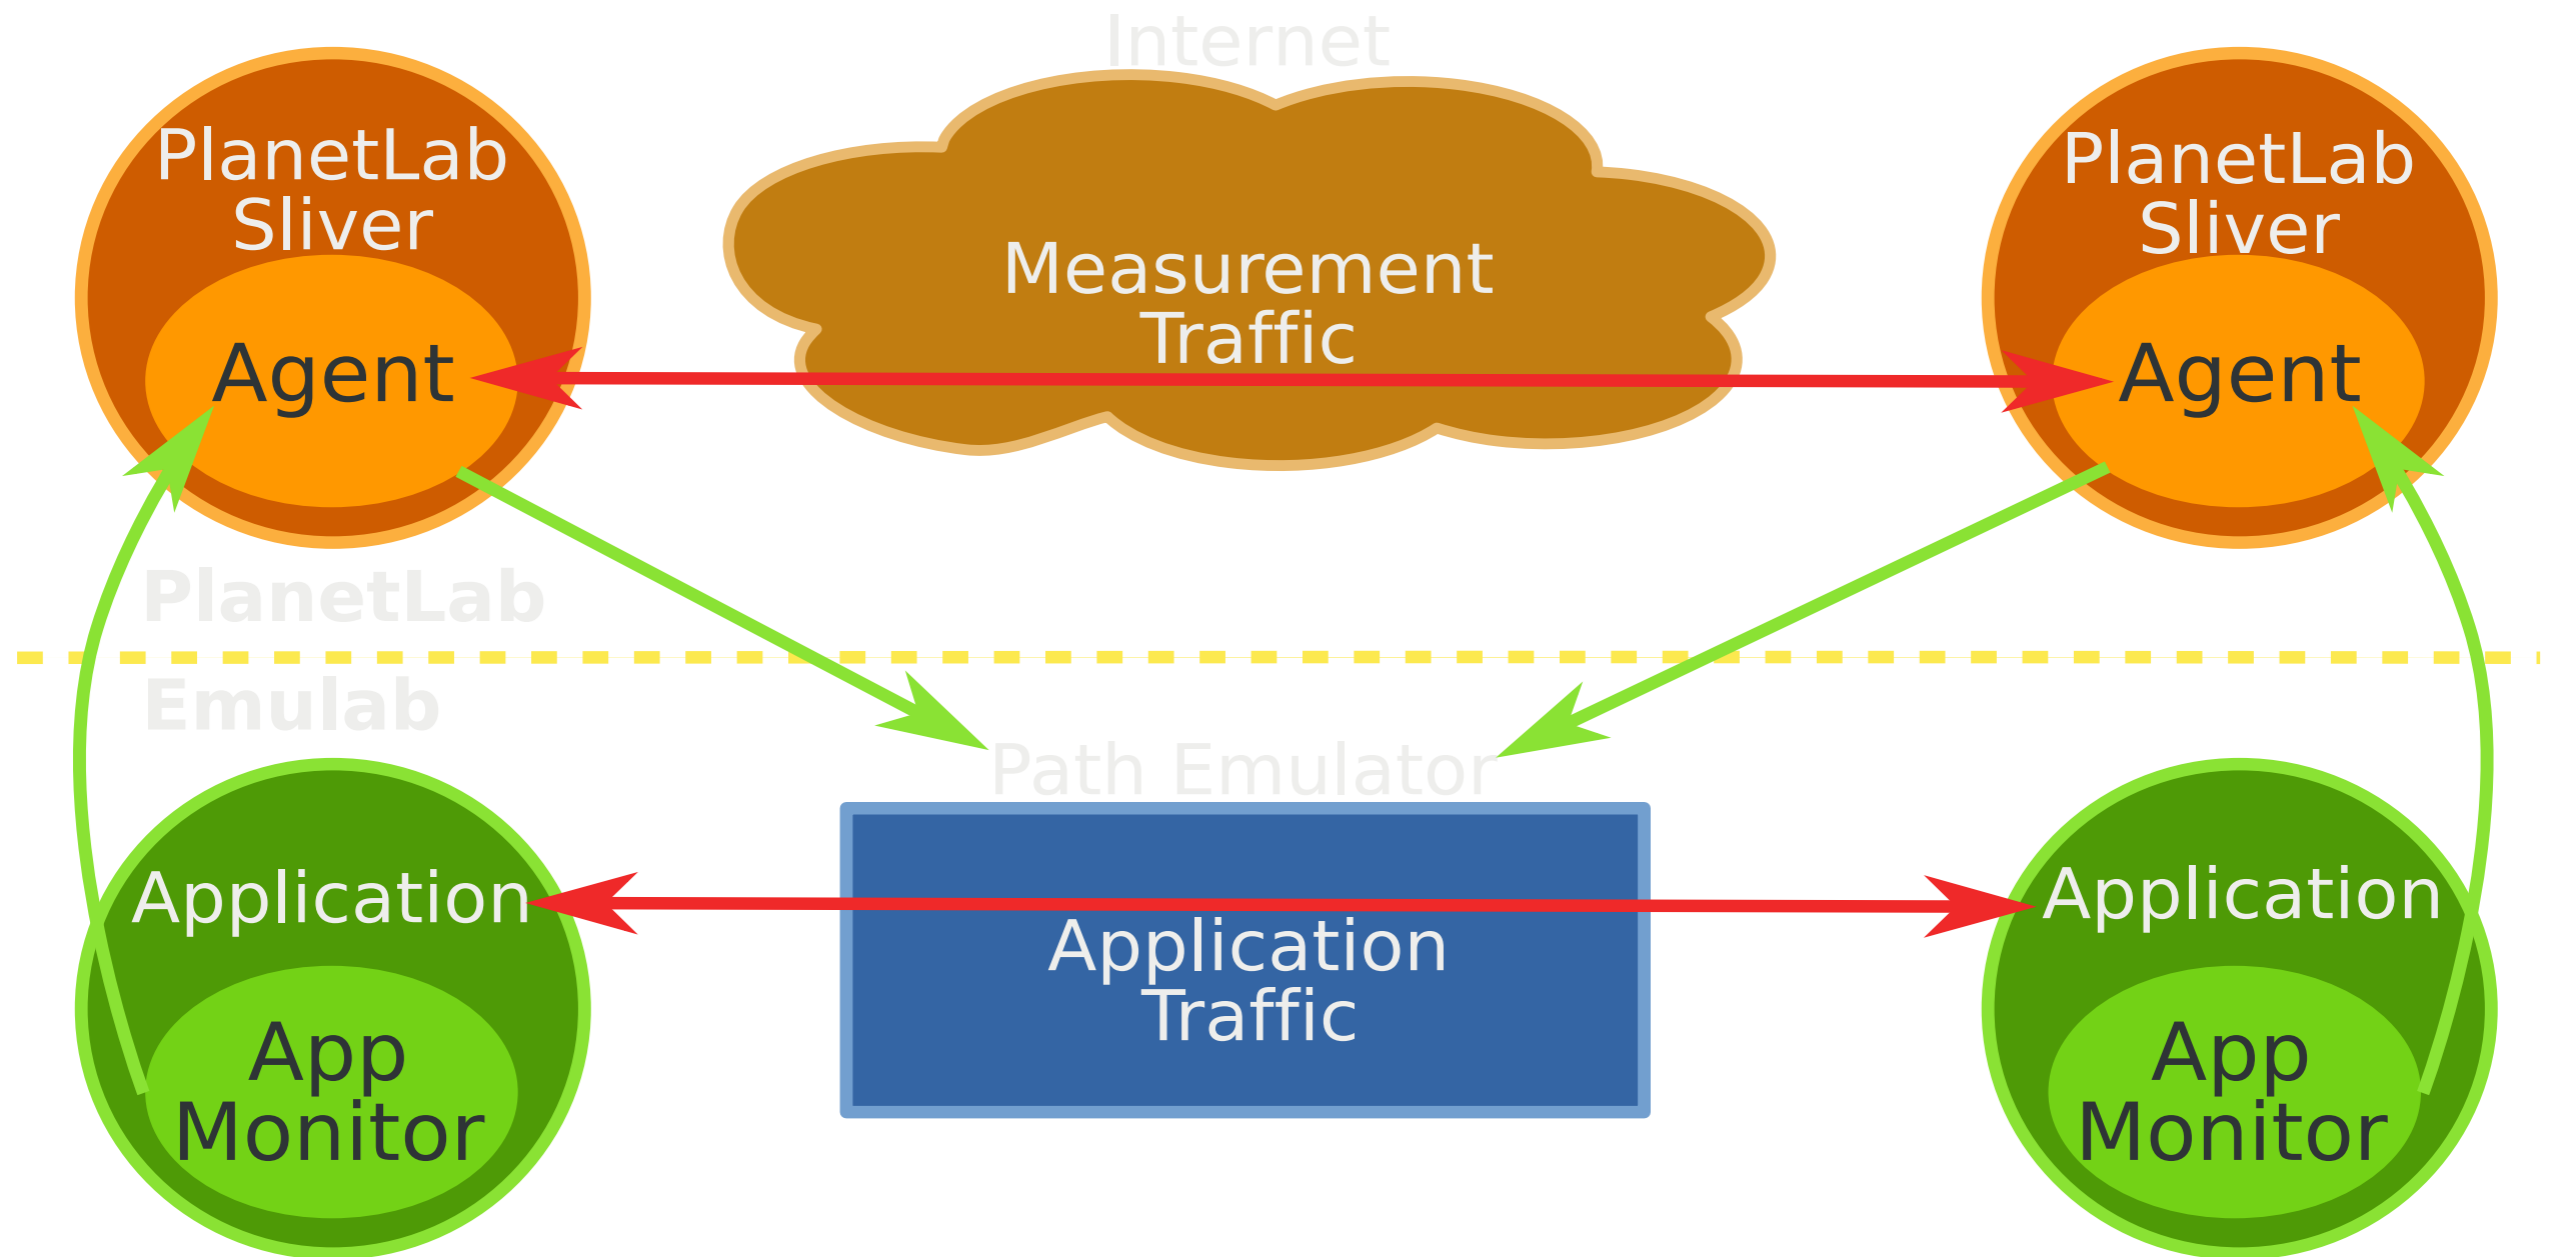 Internet
PlanetLab
Sliver
Agent
Measurement
Traffic
PlanetLab
Sliver
Agent
PlanetLab
Emulab
Path Emulator
Application
App
Monitor
Application
Traffic
Application
App
Monitor